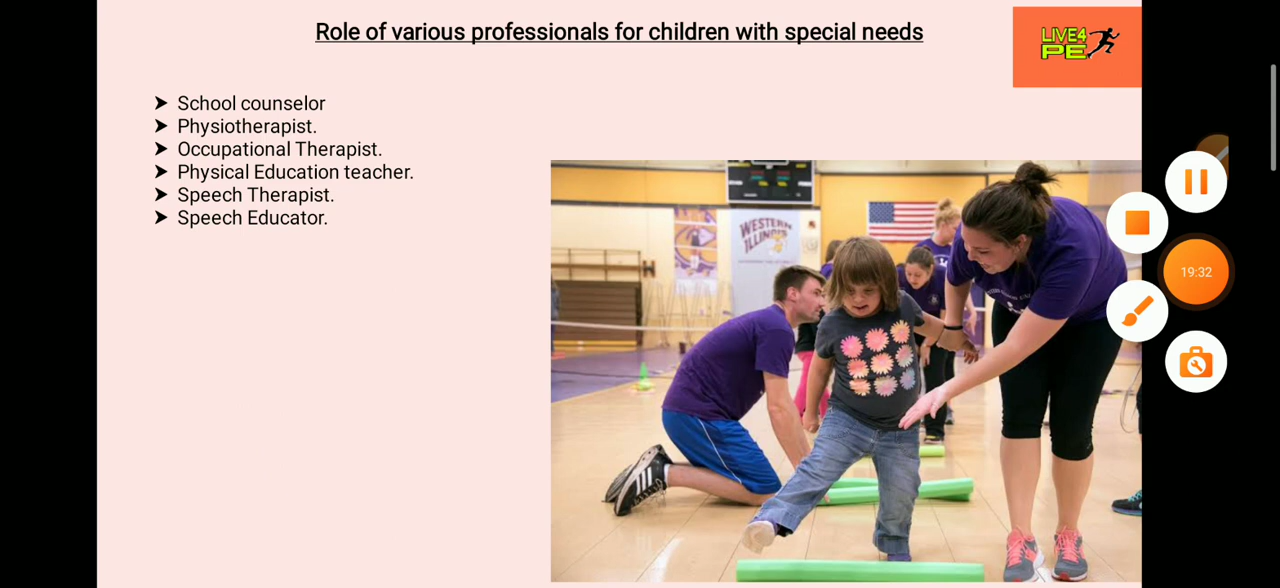 Role of various professionals for children with special needs
LIVE4
PE
School counselor
Physiotherapist.
Occupational Therapist.
Physical Education teacher.
Speech Therapist.
Speech Educator.
WESTERN
ILLINOIS
19:32